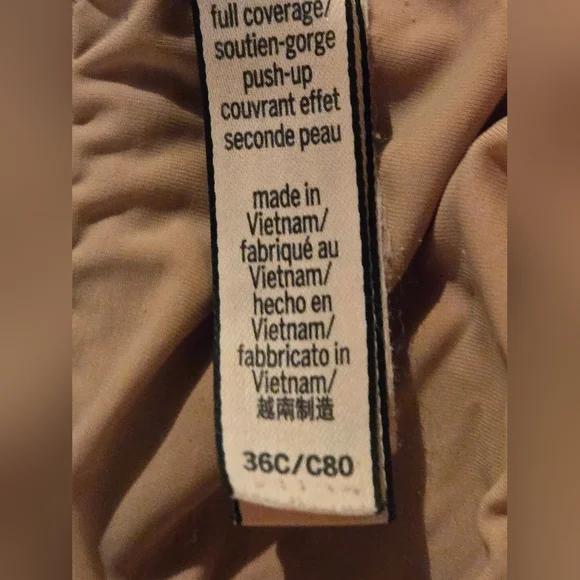 full coverage/
soutien-gorge
push-up
couvrant effet
seconde peau
made in
Vietnam/
fabriqué au
Vietnam/
hecho en
Vietnam/
fabbricato in
Vietnam/
越南制造
36C/C80